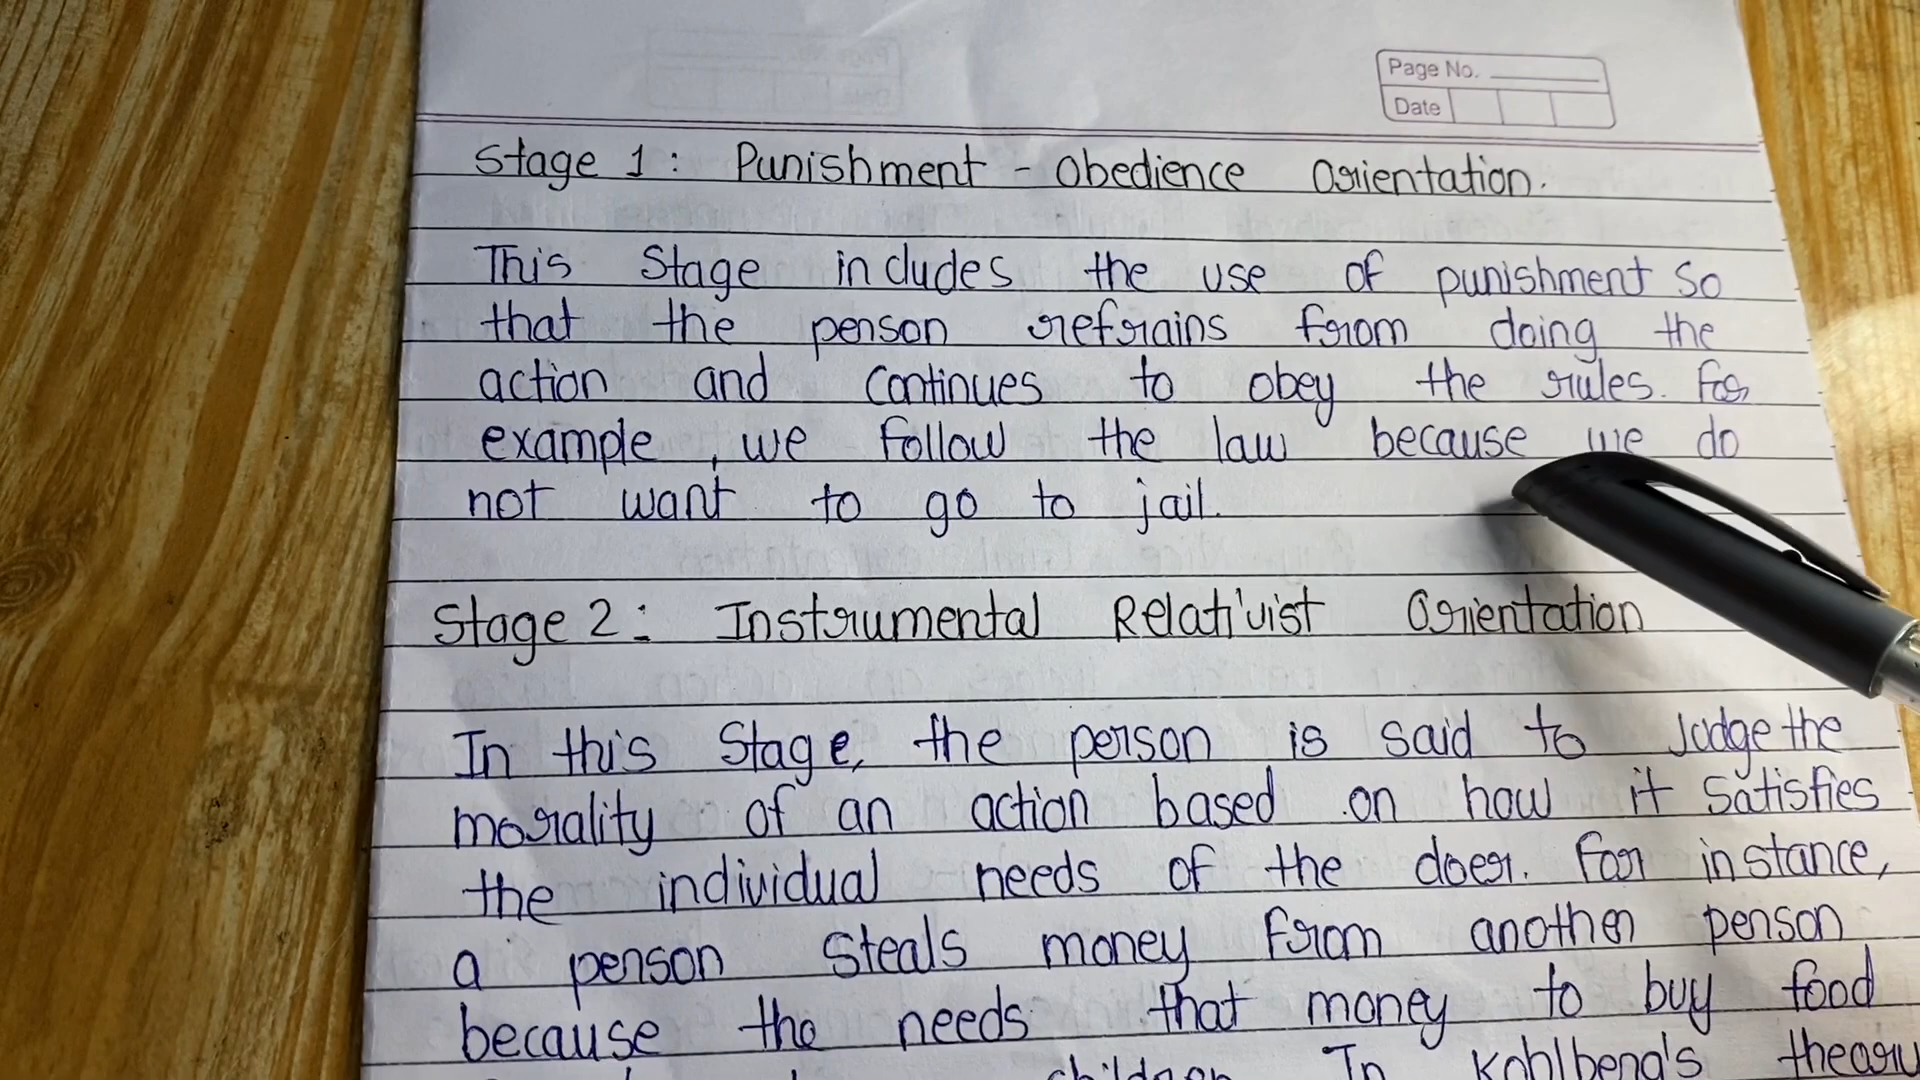 Page No.
Date
Stage 1: Punishment - Obedience Orientation.
This Stage includes the use of punishment so
that the person refrains from doing the
action and continues to obey the rules. For
example, we follow the law because we do
not want to go to jail.
Stage 2: Instrumental Relativist Orientation
In this Stage, the person is said to Judge the
morality of an action based on how it satisfies
the individual needs of the doer. For instance,
a person steals money from another person
because the needs that money to buy food
children In Kohlberg's theory